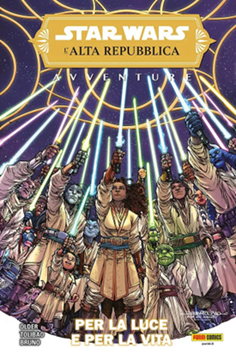 STAR WARS
L'ALTA REPUBBLICA
AVVENTURE
OLDER
TOLIBAO
BRUNO
PER LA LUCE
E PER LA VITA
PANINI COMICS